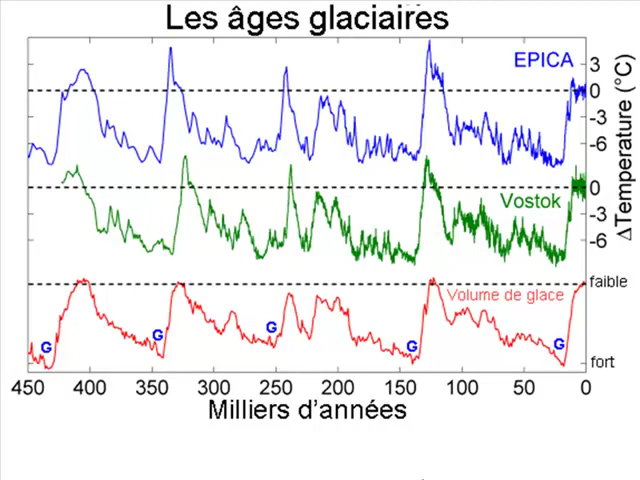 Les âges glaciaires
EPICA
3
0
-3
-6
Vostok
0
-3
-6
ΔTemperature (°C)
Volume de glace
faible
fort
G
G
G
G
G
450 400 350 300 250 200 150 100 50 0
Milliers d'années